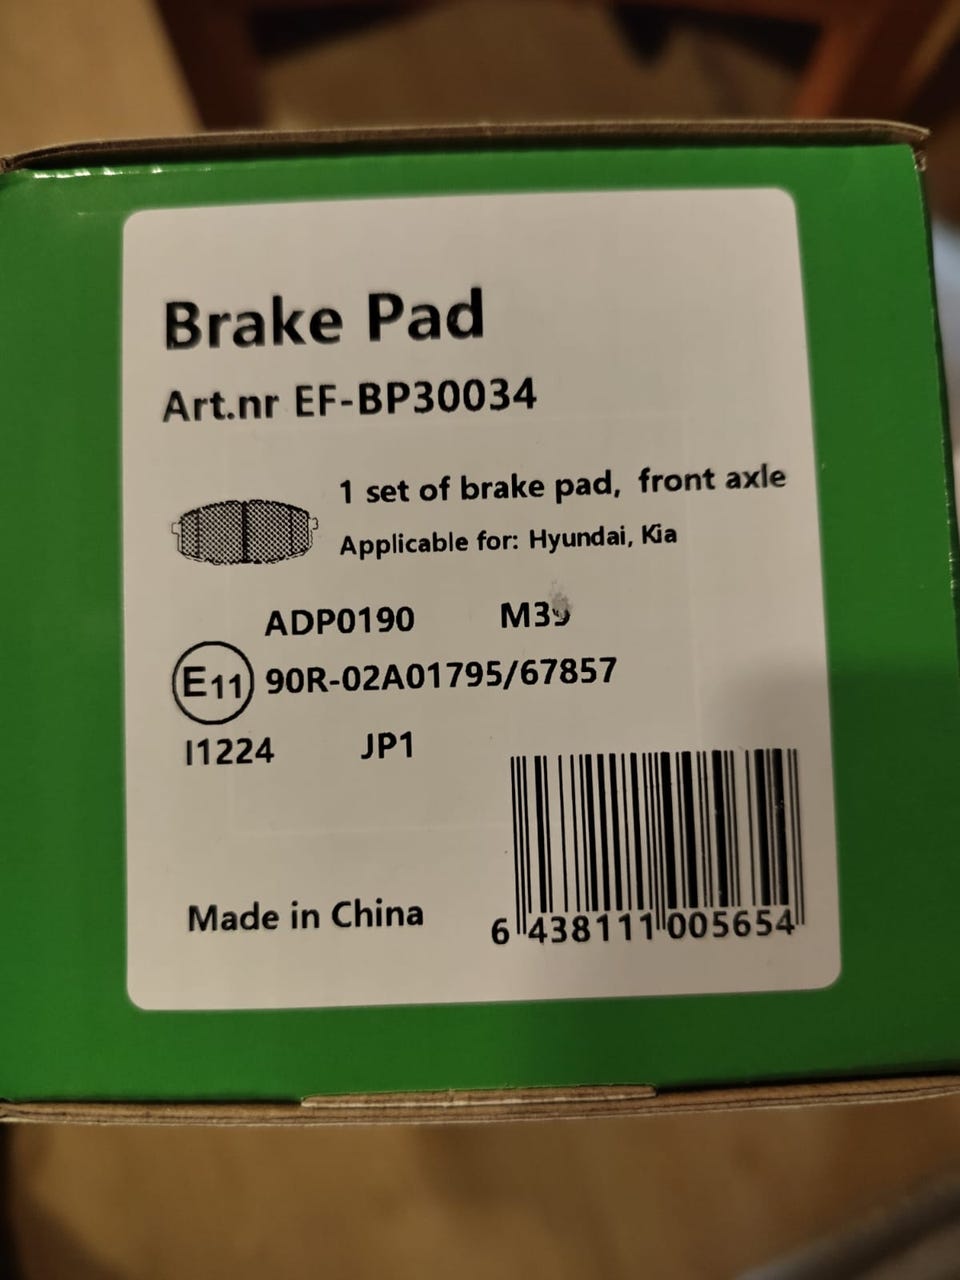 Brake Pad
Art.nr EF-BP30034
1 set of brake pad, front axle
Applicable for: Hyundai, Kia
ADP0190
E11 90R-02A01795/67857
I1224 JP1
Made in China
6 438111 005654